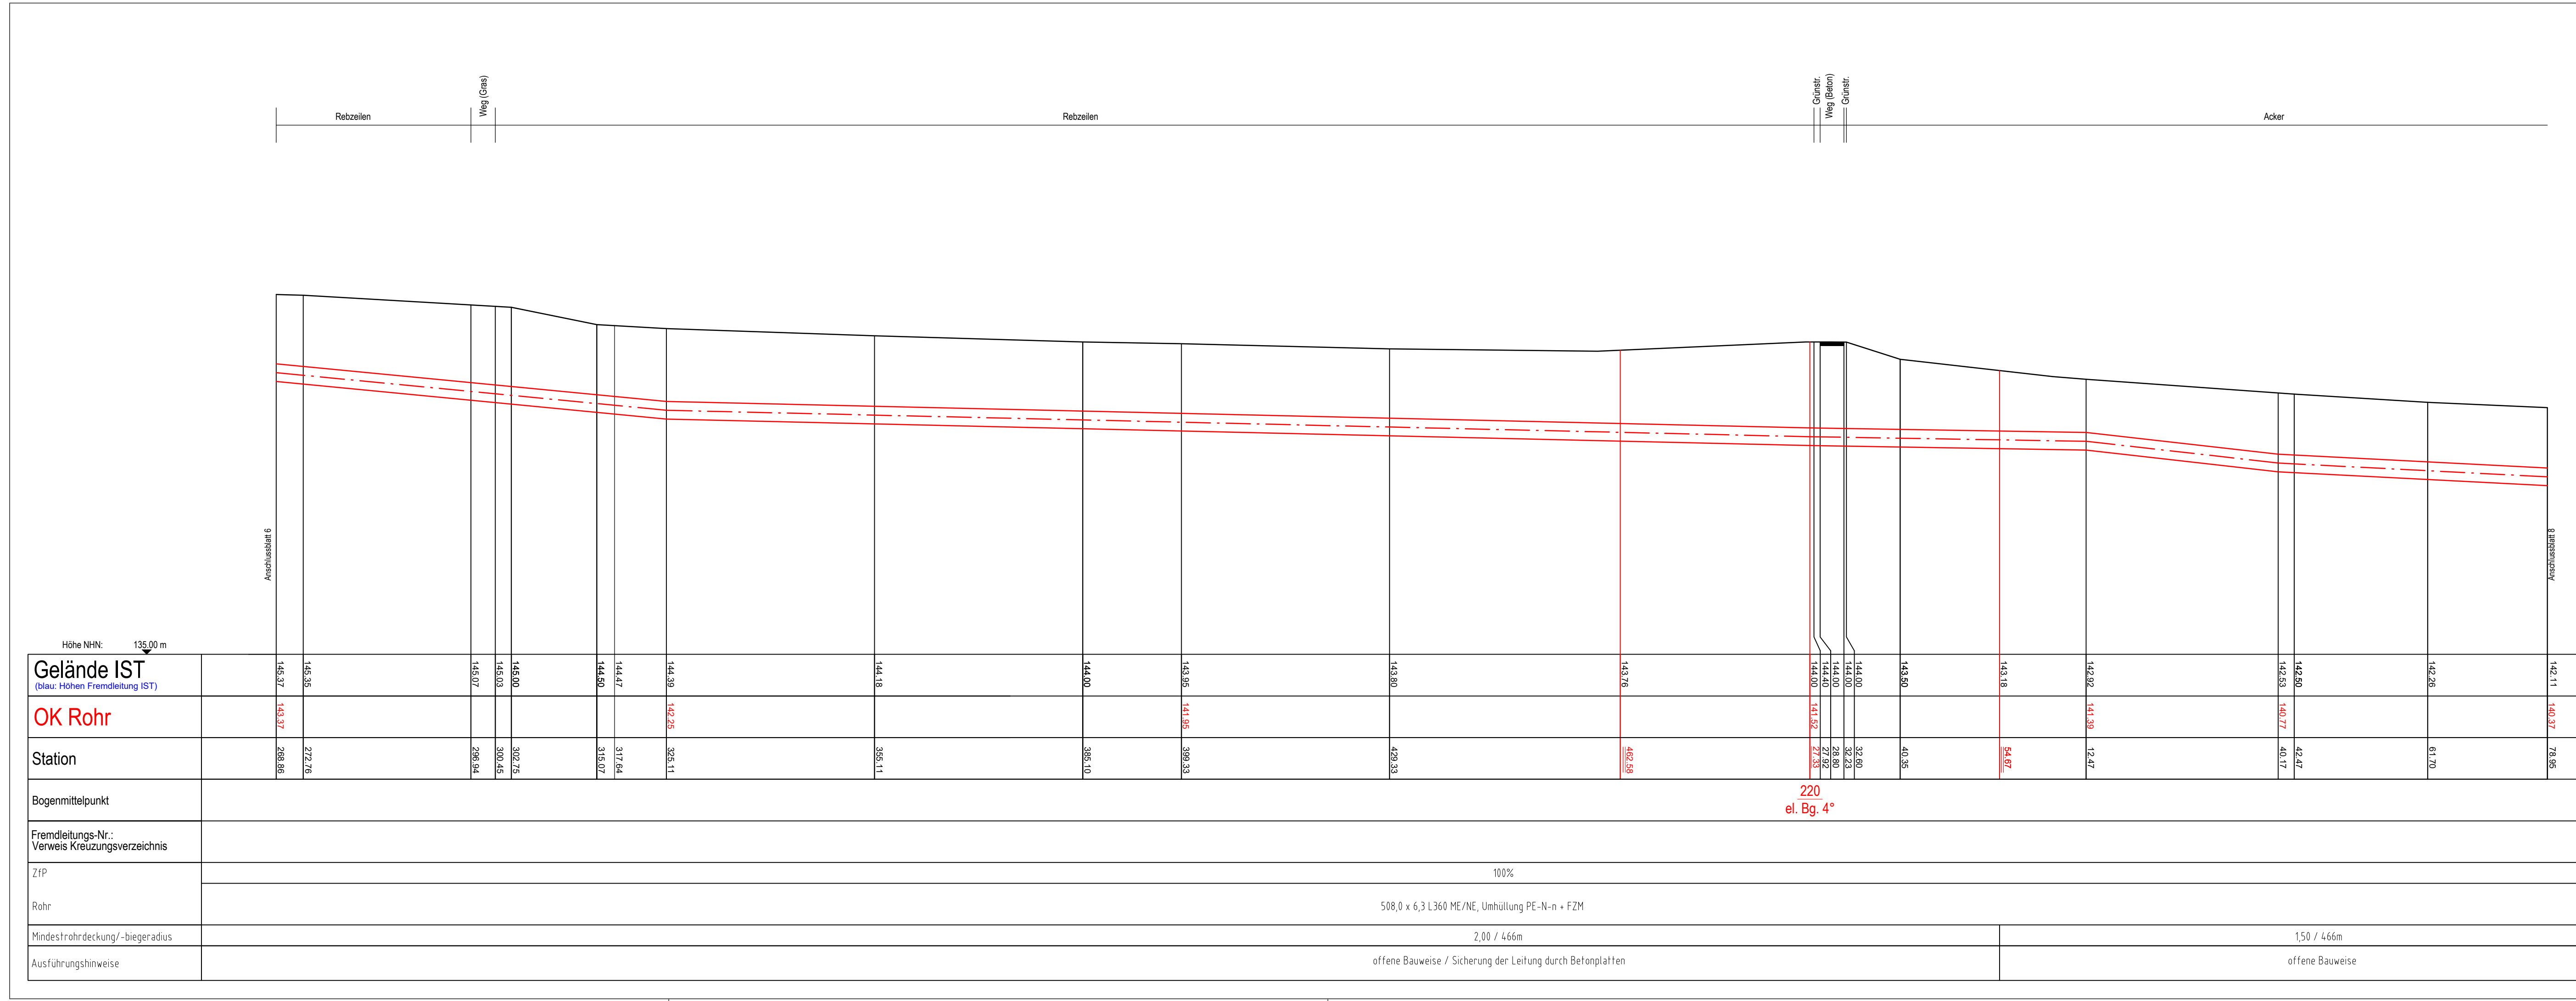 Rebzeilen
Weg (Gras)
Rebzeilen
Grünstr.
Weg (Beton)
Grünstr.
Acker
Anschlussblatt 6
Anschlussblatt 8
Höhe NHN: 135.00 m
Gelände IST
(blau: Höhen Fremdleitung IST)
145.37 145.35 145.07 145.03 145.00 144.50 144.47 144.39 144.18 144.00 143.95 143.80 143.76 144.00 144.40 144.00 144.00 144.00 143.50 143.18 142.92 142.53 142.50 142.26 142.11
OK Rohr
143.37 142.25 141.95 141.52 141.39 140.77 140.37
Station
268.86 272.76 296.94 300.45 302.75 315.07 317.64 325.11 355.11 385.10 399.33 429.33 462.58 27.33 27.92 28.80 32.23 32.60 40.35 54.67 12.47 40.17 42.47 61.70 78.95
Bogenmittelpunkt
220
el. Bg. 4°
Fremdleitungs-Nr.:
Verweis Kreuzungsverzeichnis
ZfP
100%
Rohr
508,0 x 6,3 L360 ME/NE, Umhüllung PE-N-n + FZM
Mindestrohrdeckung/-biegeradius
2,00 / 466m
1,50 / 466m
Ausführungshinweise
offene Bauweise / Sicherung der Leitung durch Betonplatten
offene Bauweise